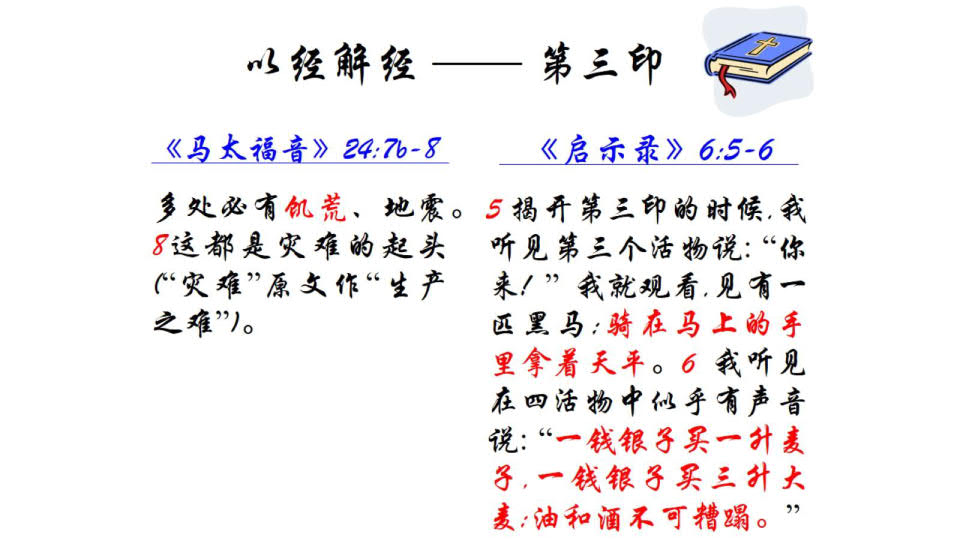 以经解经——第三印
《马太福音》24:7b-8
多处必有饥荒、地震。
8这都是灾难的起头
(“灾难”原文作“生产
之难”)。
《启示录》6:5-6
5 揭开第三印的时候,我
听见第三个活物说:“你
来!” 我就观看,见有一
匹黑马;骑在马上的手
里拿着天平。6 我听见
在四活物中似乎有声音
说:“一钱银子买一升麦
子,一钱银子买三升大
麦;油和酒不可糟蹋。”